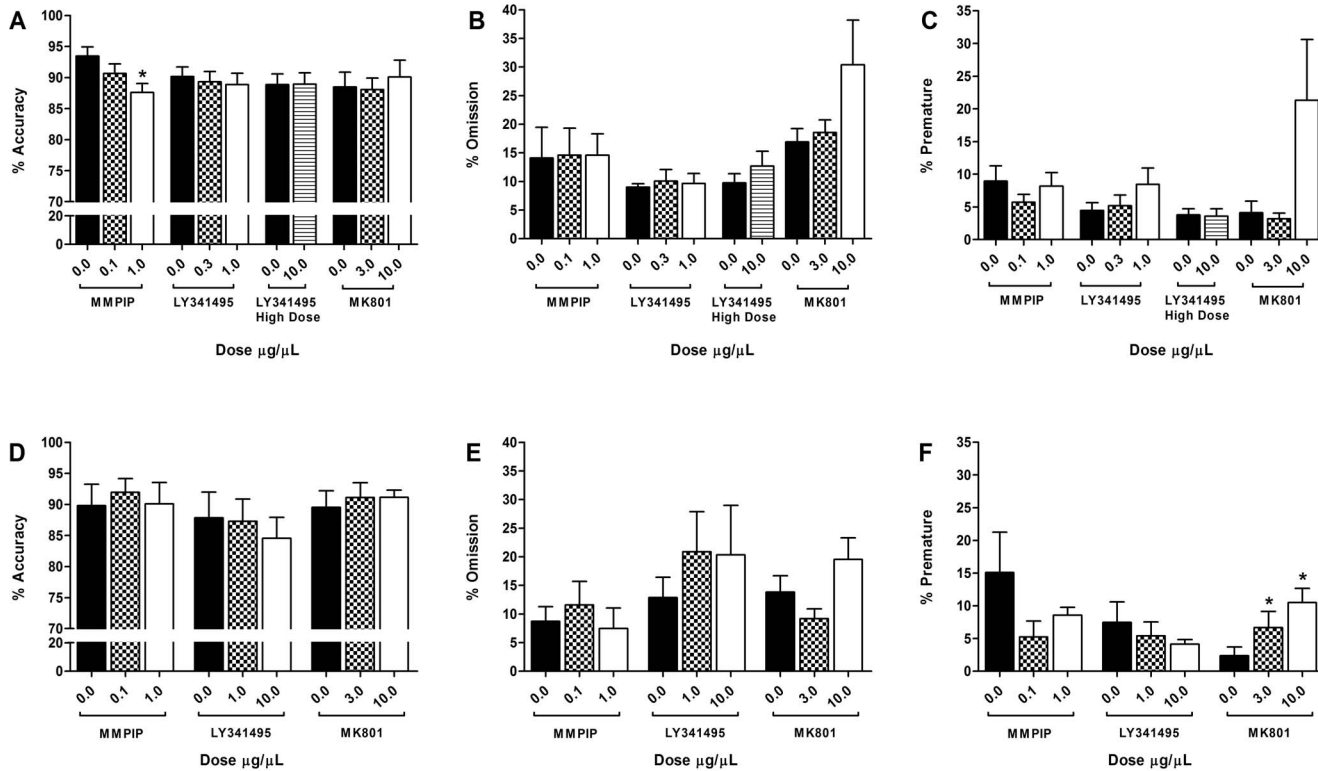 A
% Accuracy
100
95
90
85
80
75
70
20
0
*
0.0 0.1 1.0 0.0 0.3 1.0 0.0 10.0 0.0 3.0 10.0
MMPIP LY341495 LY341495 MK801
High Dose
Dose µg/µL
B
% Omission
40
35
30
25
20
15
10
5
0
0.0 0.1 1.0 0.0 0.3 1.0 0.0 10.0 0.0 3.0 10.0
MMPIP LY341495 LY341495 MK801
High Dose
Dose µg/µL
C
% Premature
35
30
25
20
15
10
5
0
0.0 0.1 1.0 0.0 0.3 1.0 0.0 10.0 0.0 3.0 10.0
MMPIP LY341495 LY341495 MK801
High Dose
Dose µg/µL
D
% Accuracy
100
95
90
85
80
75
70
20
0
0.0 0.1 1.0 0.0 1.0 10.0 0.0 3.0 10.0
MMPIP LY341495 MK801
Dose µg/µL
E
% Omission
40
35
30
25
20
15
10
5
0
0.0 0.1 1.0 0.0 1.0 10.0 0.0 3.0 10.0
MMPIP LY341495 MK801
Dose µg/µL
F
% Premature
35
30
25
20
15
10
5
0
* *
0.0 0.1 1.0 0.0 1.0 10.0 0.0 3.0 10.0
MMPIP LY341495 MK801
Dose µg/µL